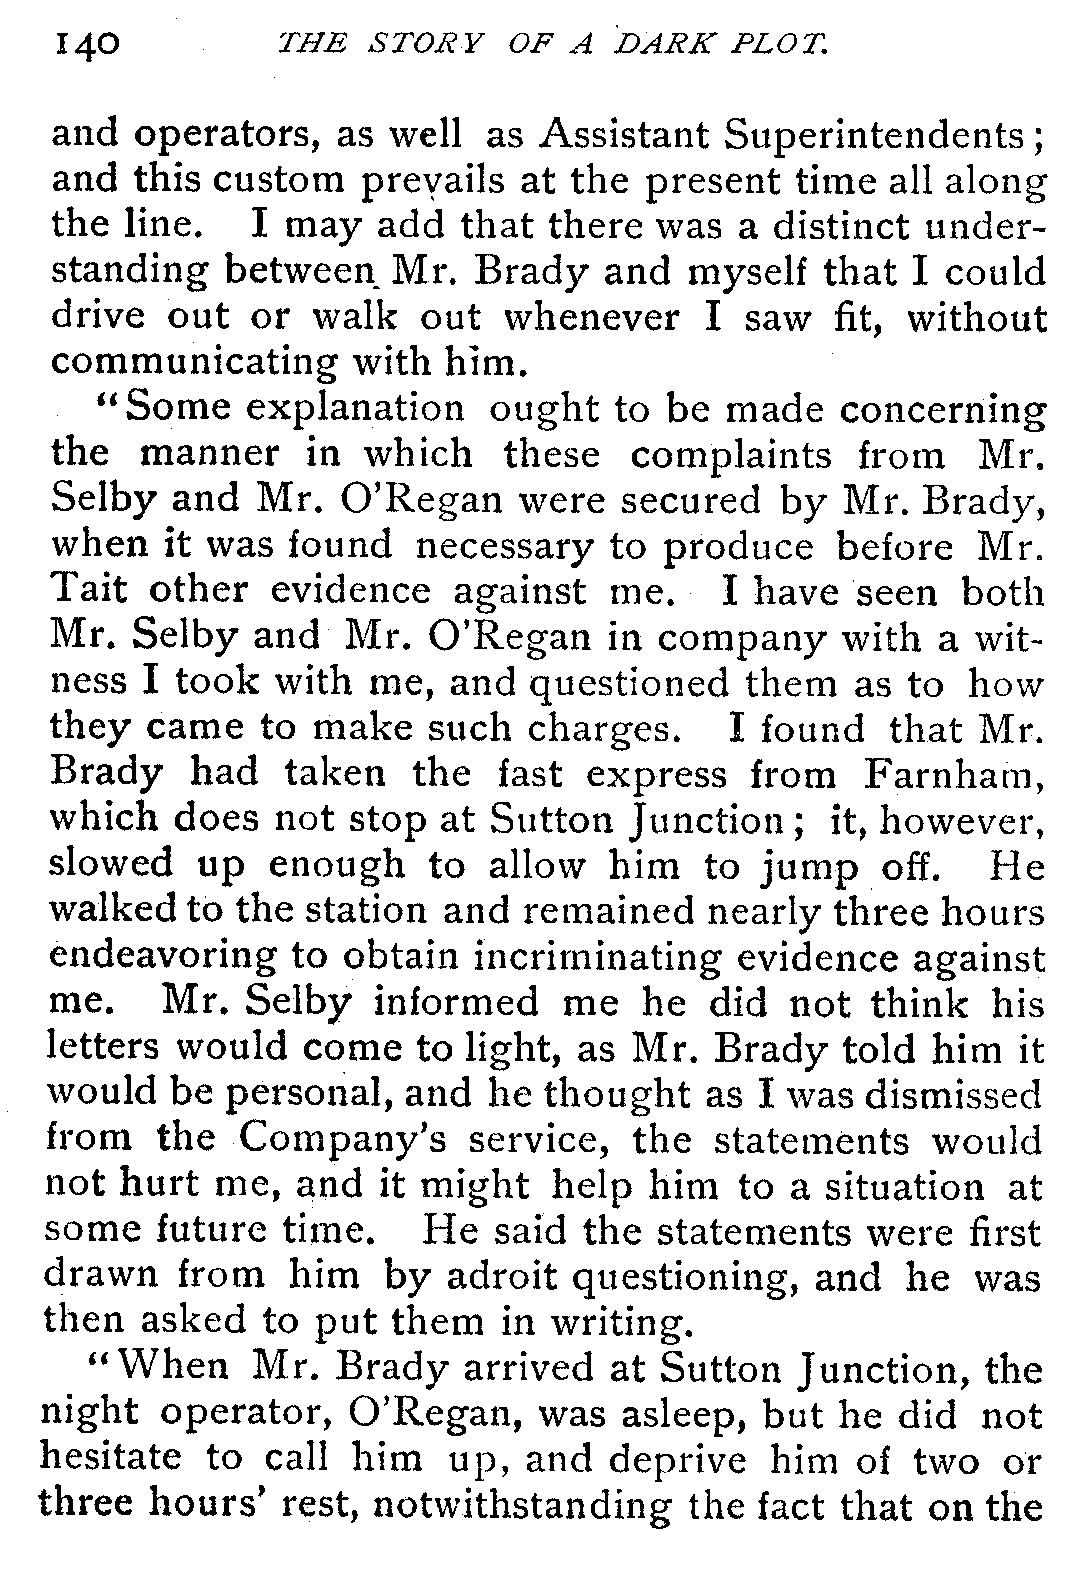 140 THE STORY OF A DARK PLOT.
and operators, as well as Assistant Superintendents;
and this custom prevails at the present time all along
the line. I may add that there was a distinct under-
standing between Mr. Brady and myself that I could
drive out or walk out whenever I saw fit, without
communicating with him.
"Some explanation ought to be made concerning
the manner in which these complaints from Mr.
Selby and Mr. O'Regan were secured by Mr. Brady,
when it was found necessary to produce before Mr.
Tait other evidence against me. I have seen both
Mr. Selby and Mr. O'Regan in company with a wit-
ness I took with me, and questioned them as to how
they came to make such charges. I found that Mr.
Brady had taken the fast express from Farnham,
which does not stop at Sutton Junction; it, however,
slowed up enough to allow him to jump off. He
walked to the station and remained nearly three hours
endeavoring to obtain incriminating evidence against
me. Mr. Selby informed me he did not think his
letters would come to light, as Mr. Brady told him it
would be personal, and he thought as I was dismissed
from the Company's service, the statements would
not hurt me, and it might help him to a situation at
some future time. He said the statements were first
drawn from him by adroit questioning, and he was
then asked to put them in writing.
"When Mr. Brady arrived at Sutton Junction, the
night operator, O'Regan, was asleep, but he did not
hesitate to call him up, and deprive him of two or
three hours' rest, notwithstanding the fact that on the